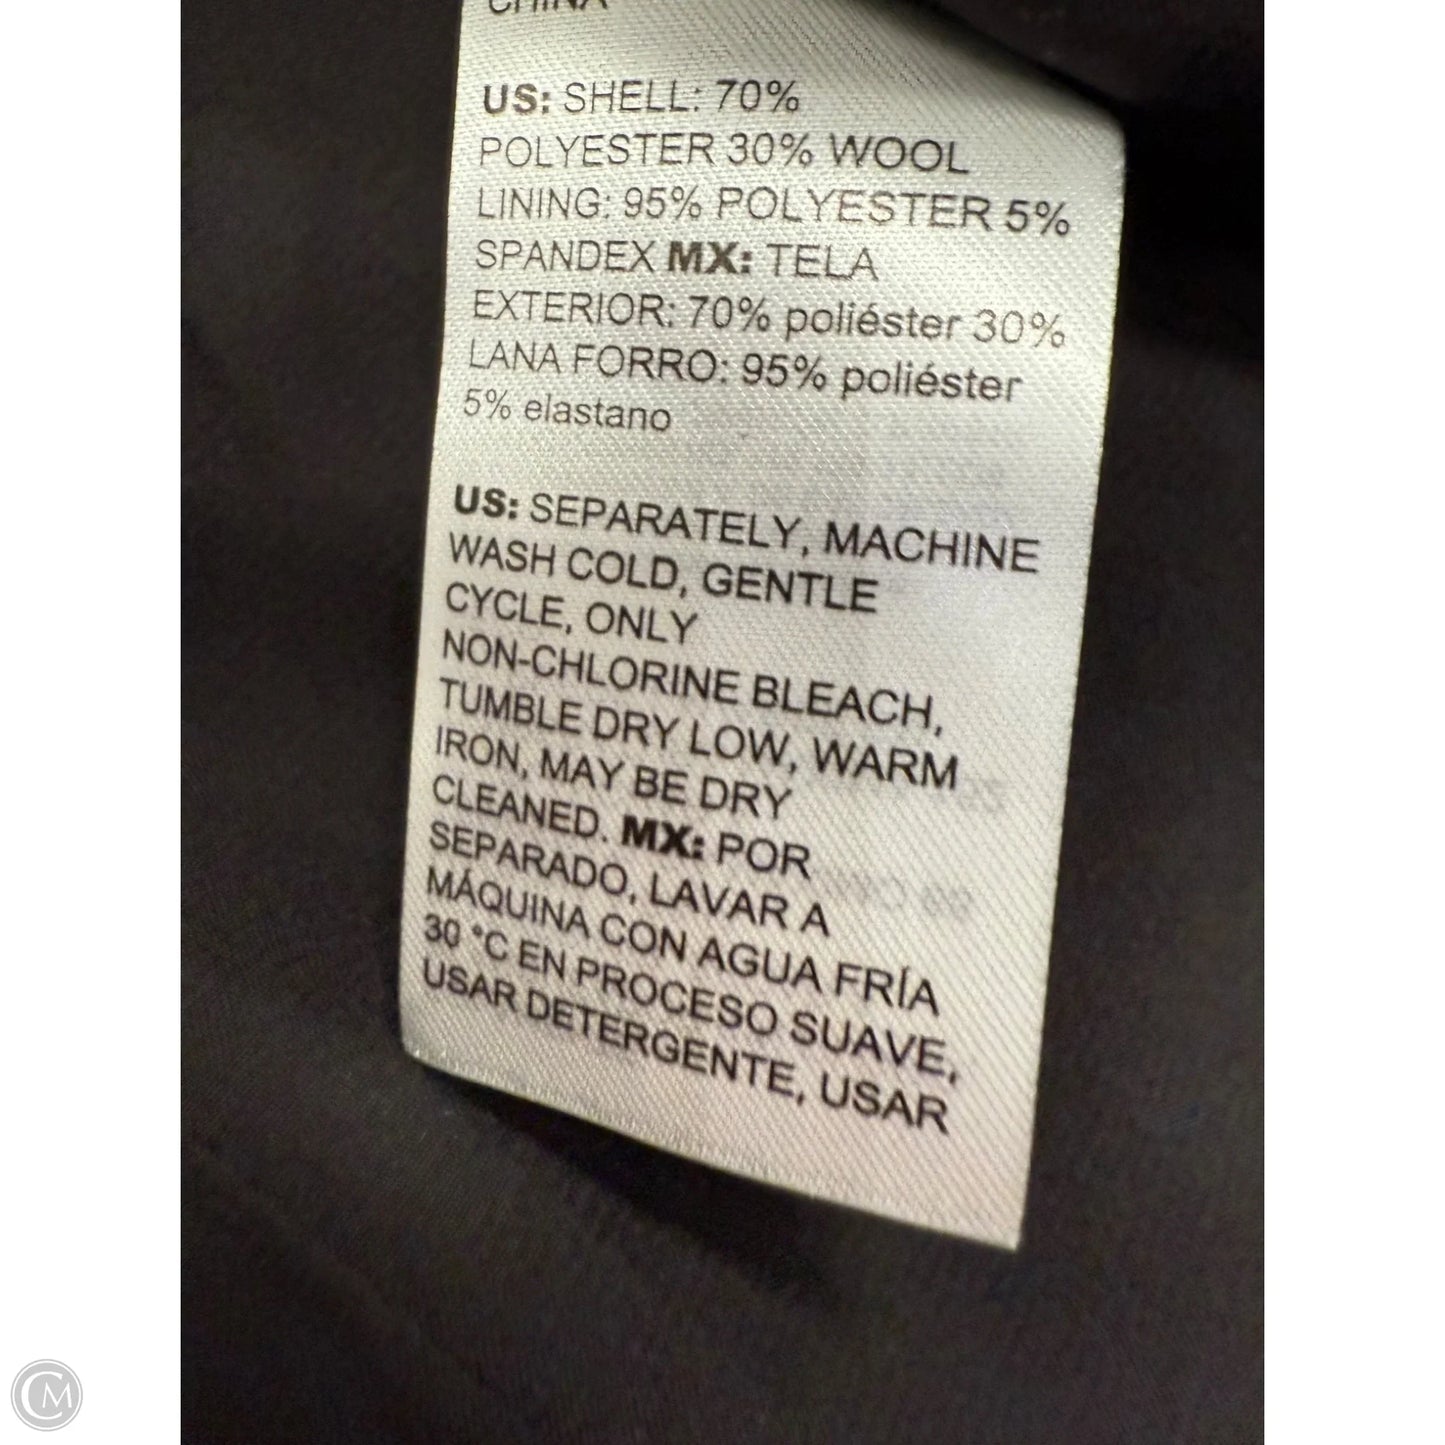 CHINA
US: SHELL: 70%
POLYESTER 30% WOOL
LINING: 95% POLYESTER 5%
SPANDEX MX: TELA
EXTERIOR: 70% poliéster 30%
LANA FORRO: 95% poliéster
5% elastano
US: SEPARATELY, MACHINE
WASH COLD, GENTLE
CYCLE, ONLY
NON-CHLORINE BLEACH,
TUMBLE DRY LOW, WARM
IRON, MAY BE DRY
CLEANED. MX: POR
SEPARADO, LAVAR A
MÁQUINA CON AGUA FRÍA
30 °C EN PROCESO SUAVE,
USAR DETERGENTE, USAR
CM